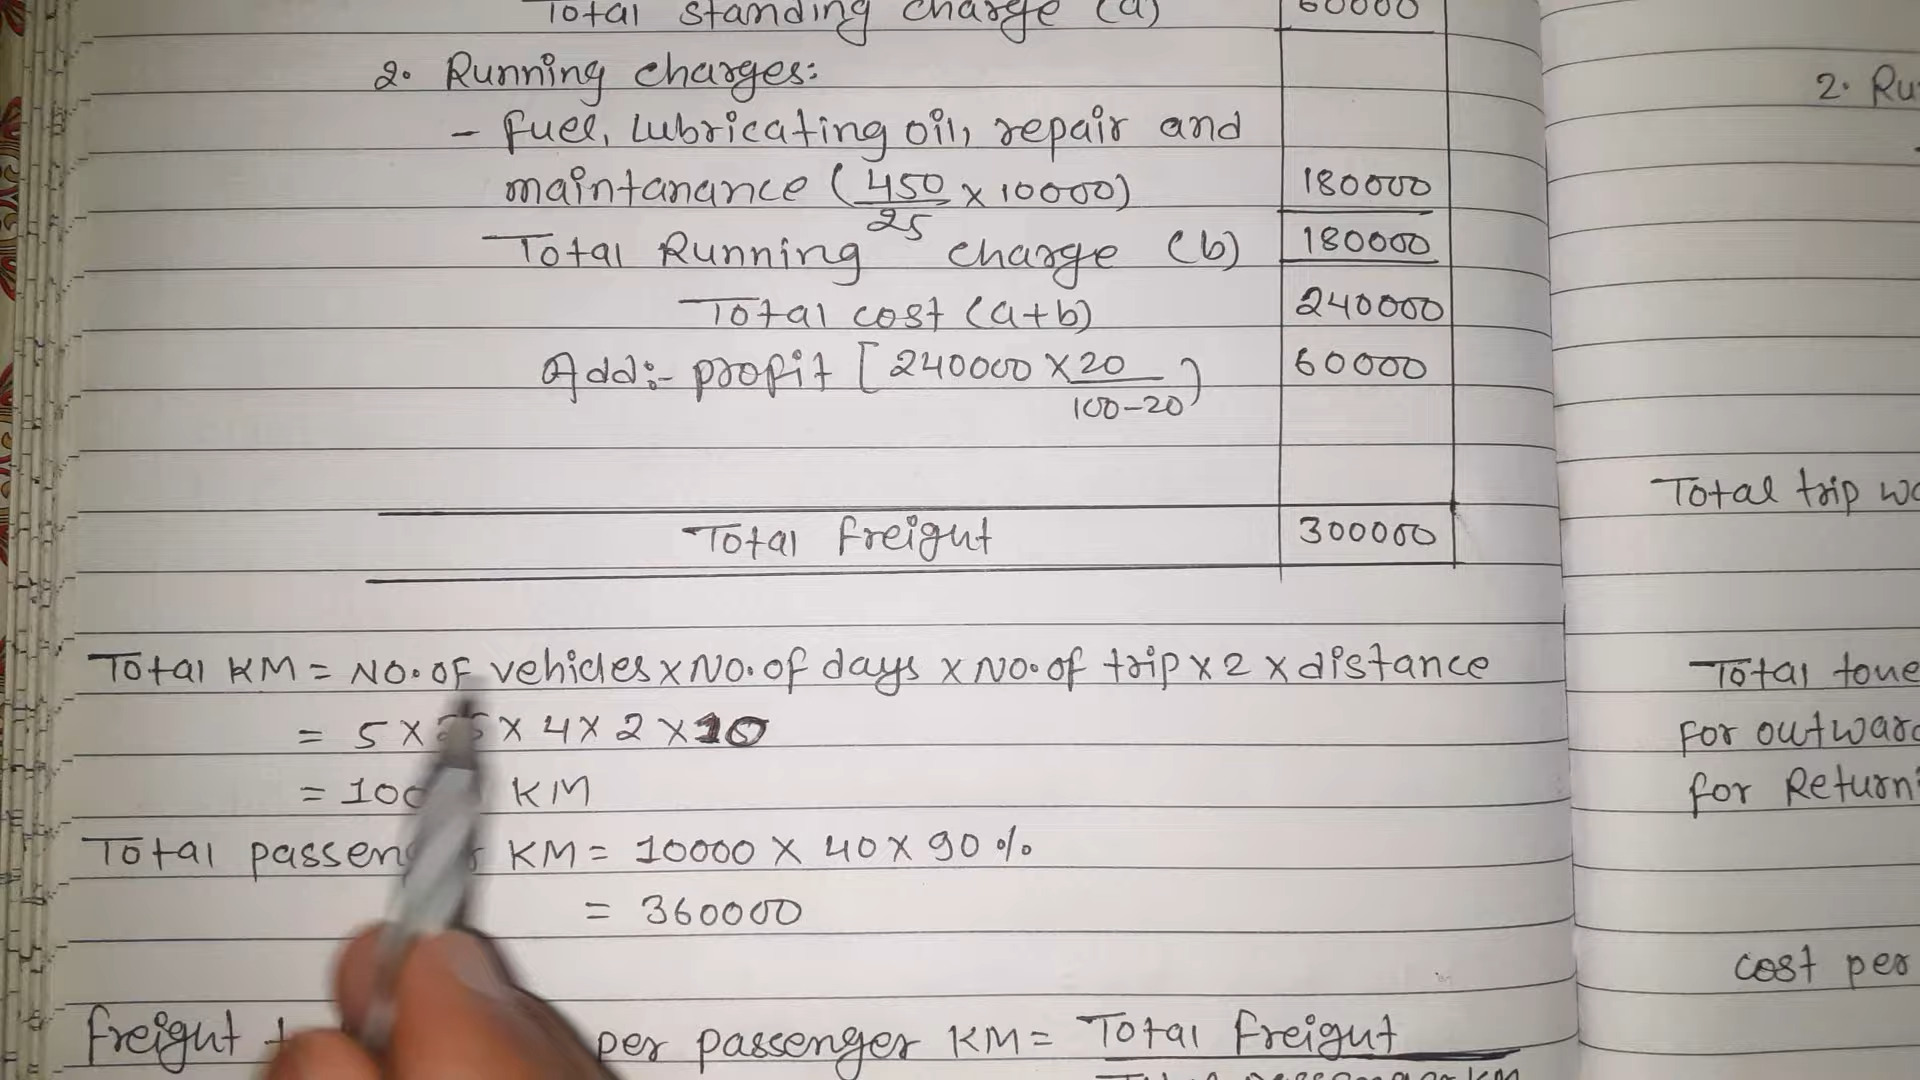 Total standing charge (a) 60000
2. Running charges:
- Fuel, lubricating oil, repair and
maintanance (450/25 x 10000) 180000
Total Running charge (b) 180000
Total cost (a+b) 240000
Add:- profit [240000 x 20/100-20] 60000
Total freight 300000
Total KM = No. of vehicles x No. of days x No. of trip x 2 x distance
= 5 x 25 x 4 x 2 x 10
= KM
Total KM = 10000 x 40 x 90%
= 360000
freight per passenger KM = Total freight
2. Ru
Total trip
Total
for outward
for Return
cost per